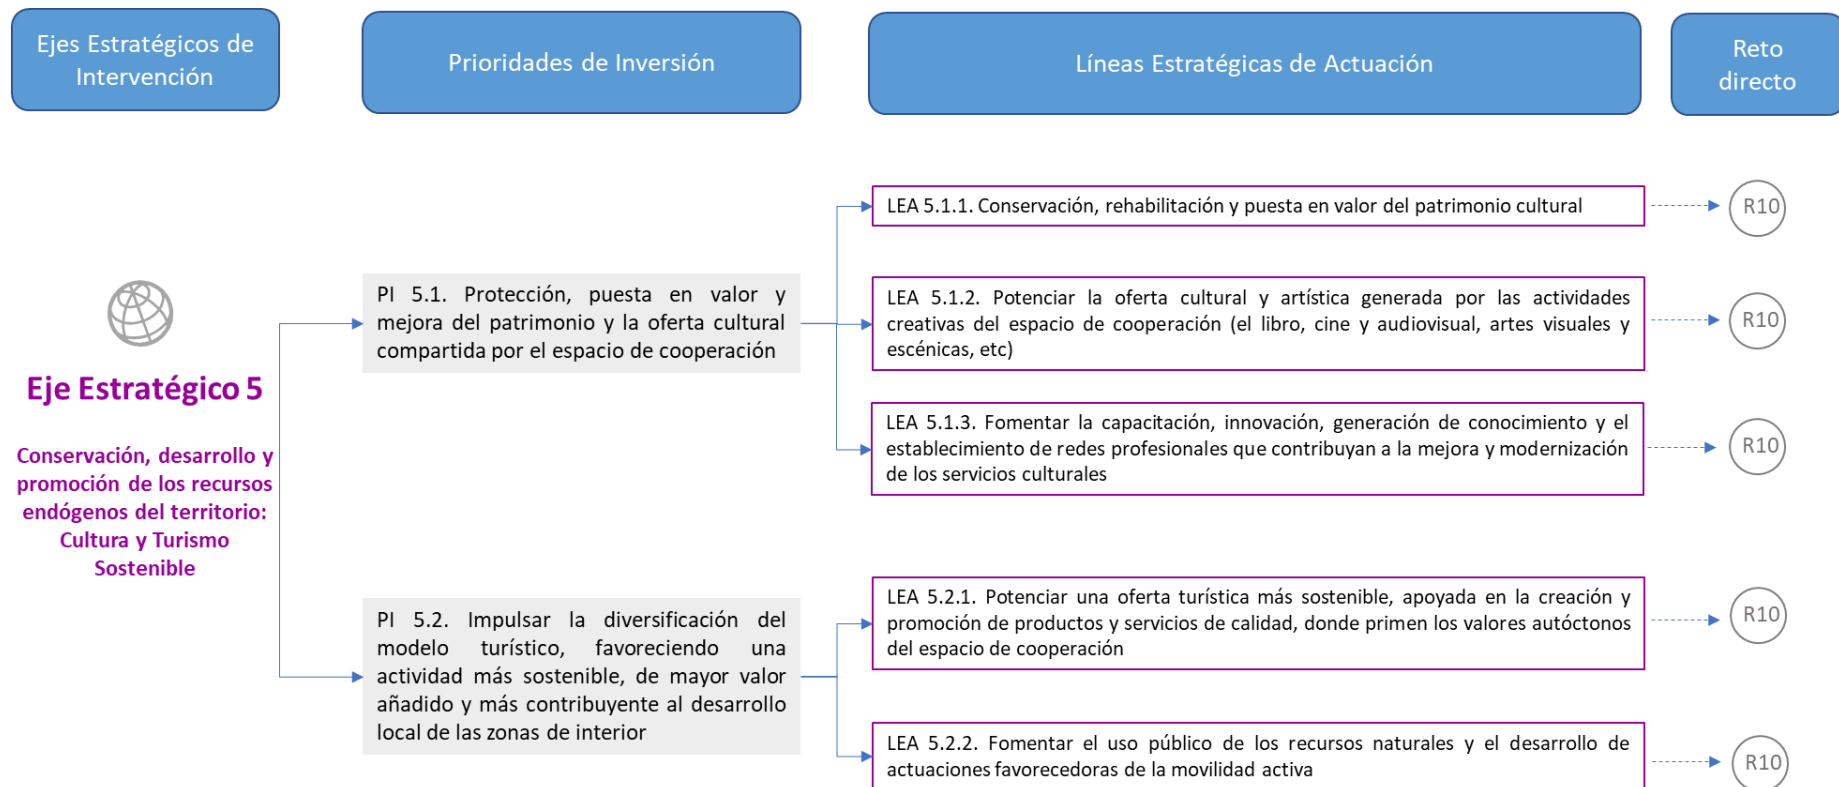 Ejes Estratégicos de
Intervención
Prioridades de Inversión
Líneas Estratégicas de Actuación
Reto
directo
Eje Estratégico 5
Conservación, desarrollo y
promoción de los recursos
endógenos del territorio:
Cultura y Turismo
Sostenible
PI 5.1. Protección, puesta en valor y
mejora del patrimonio y la oferta cultural
compartida por el espacio de cooperación
LEA 5.1.1. Conservación, rehabilitación y puesta en valor del patrimonio cultural
R10
LEA 5.1.2. Potenciar la oferta cultural y artística generada por las actividades
creativas del espacio de cooperación (el libro, cine y audiovisual, artes visuales y
escénicas, etc)
R10
LEA 5.1.3. Fomentar la capacitación, innovación, generación de conocimiento y el
establecimiento de redes profesionales que contribuyan a la mejora y modernización
de los servicios culturales
R10
PI 5.2. Impulsar la diversificación del
modelo turístico, favoreciendo una
actividad más sostenible, de mayor valor
añadido y más contribuyente al desarrollo
local de las zonas de interior
LEA 5.2.1. Potenciar una oferta turística más sostenible, apoyada en la creación y
promoción de productos y servicios de calidad, donde primen los valores autóctonos
del espacio de cooperación
R10
LEA 5.2.2. Fomentar el uso público de los recursos naturales y el desarrollo de
actuaciones favorecedoras de la movilidad activa
R10